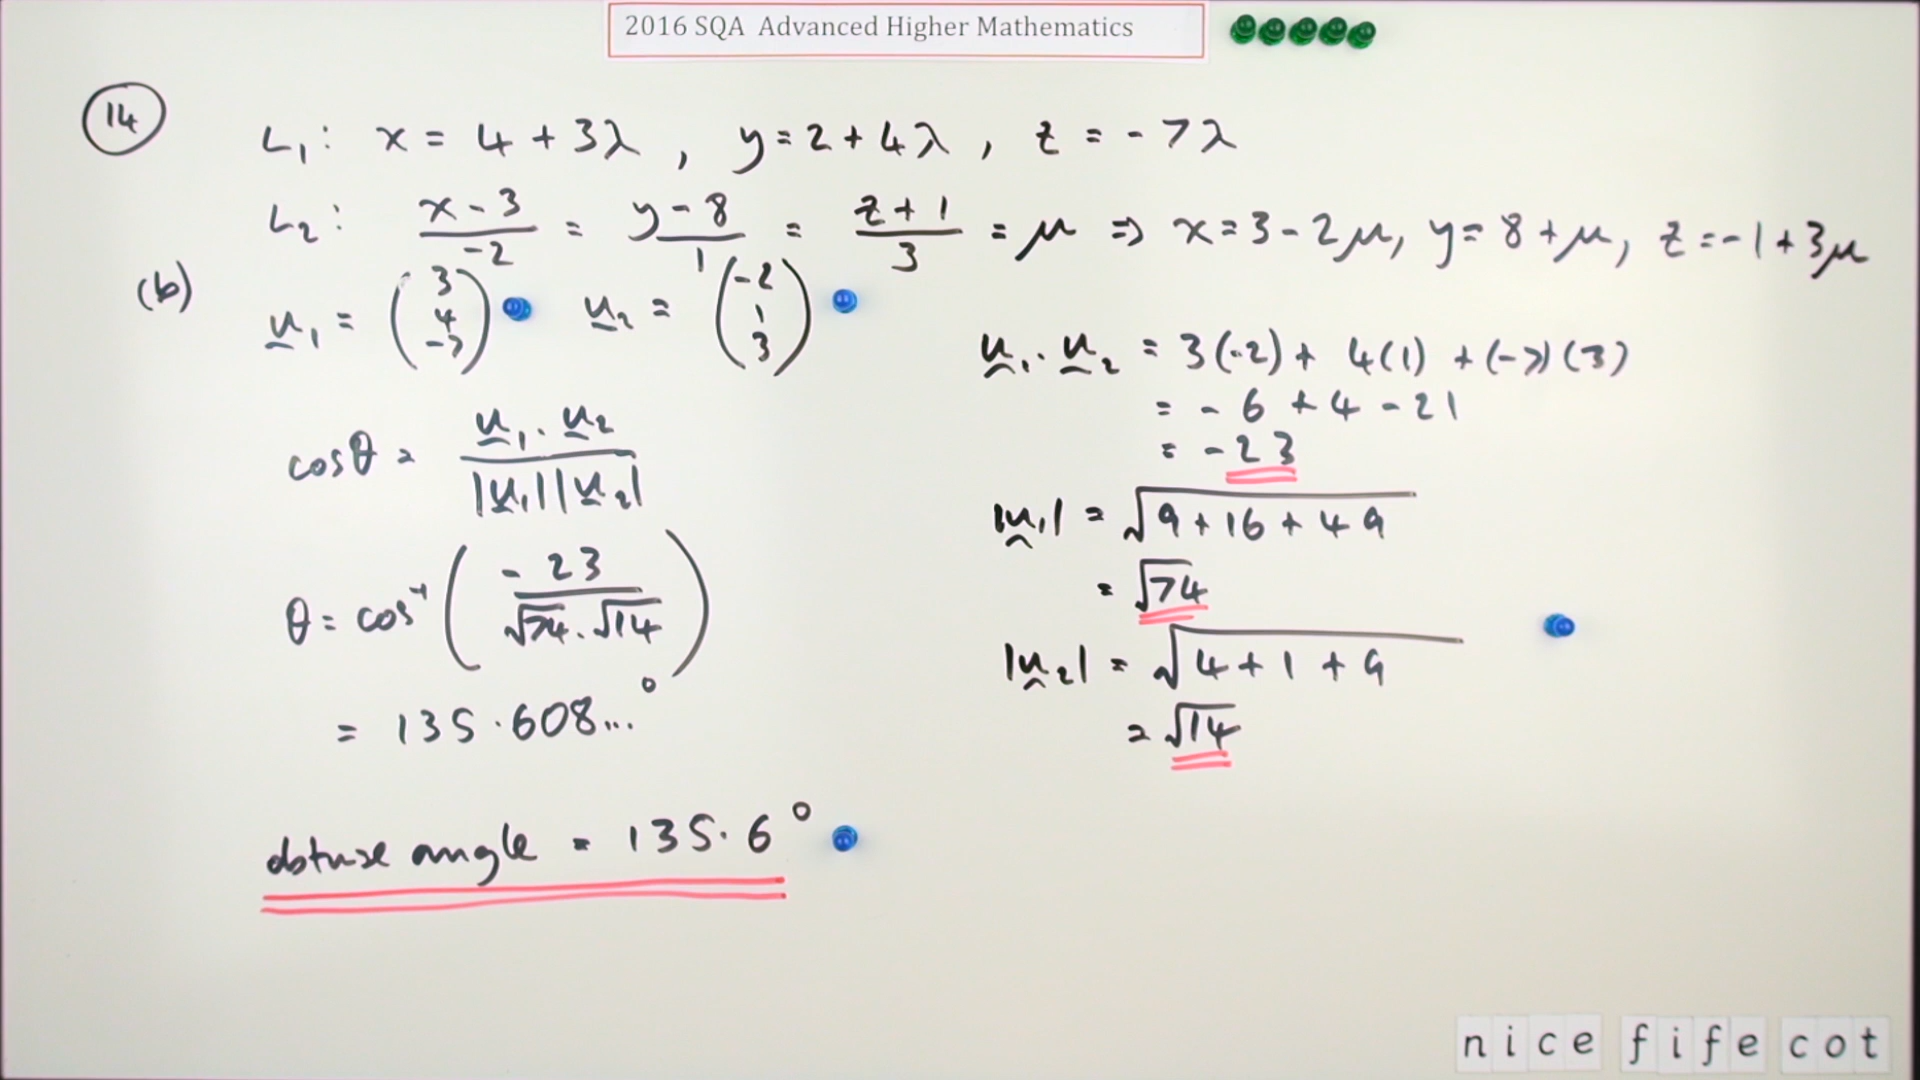 2016 SQA Advanced Higher Mathematics
14
L₁: x = 4 + 3λ , y = 2 + 4λ , z = -7λ
L₂: (x - 3)/-2 = (y - 8)/1 = (z + 1)/3 = μ ⇒ x = 3 - 2μ, y = 8 + μ, z = -1 + 3μ
(b) u₁ = (3 4 -7) u₂ = (-2 1 3)
cosθ = u₁ . u₂ / |u₁||u₂|
θ = cos⁻¹ ( -23 / √74 . √14 )
= 135.608...°
obtuse angle = 135.6°
u₁ . u₂ = 3(-2) + 4(1) + (-7)(3)
= -6 + 4 - 21
= -23
|u₁| = √(9 + 16 + 49)
= √74
|u₂| = √(4 + 1 + 9)
= √14
nice fife cot